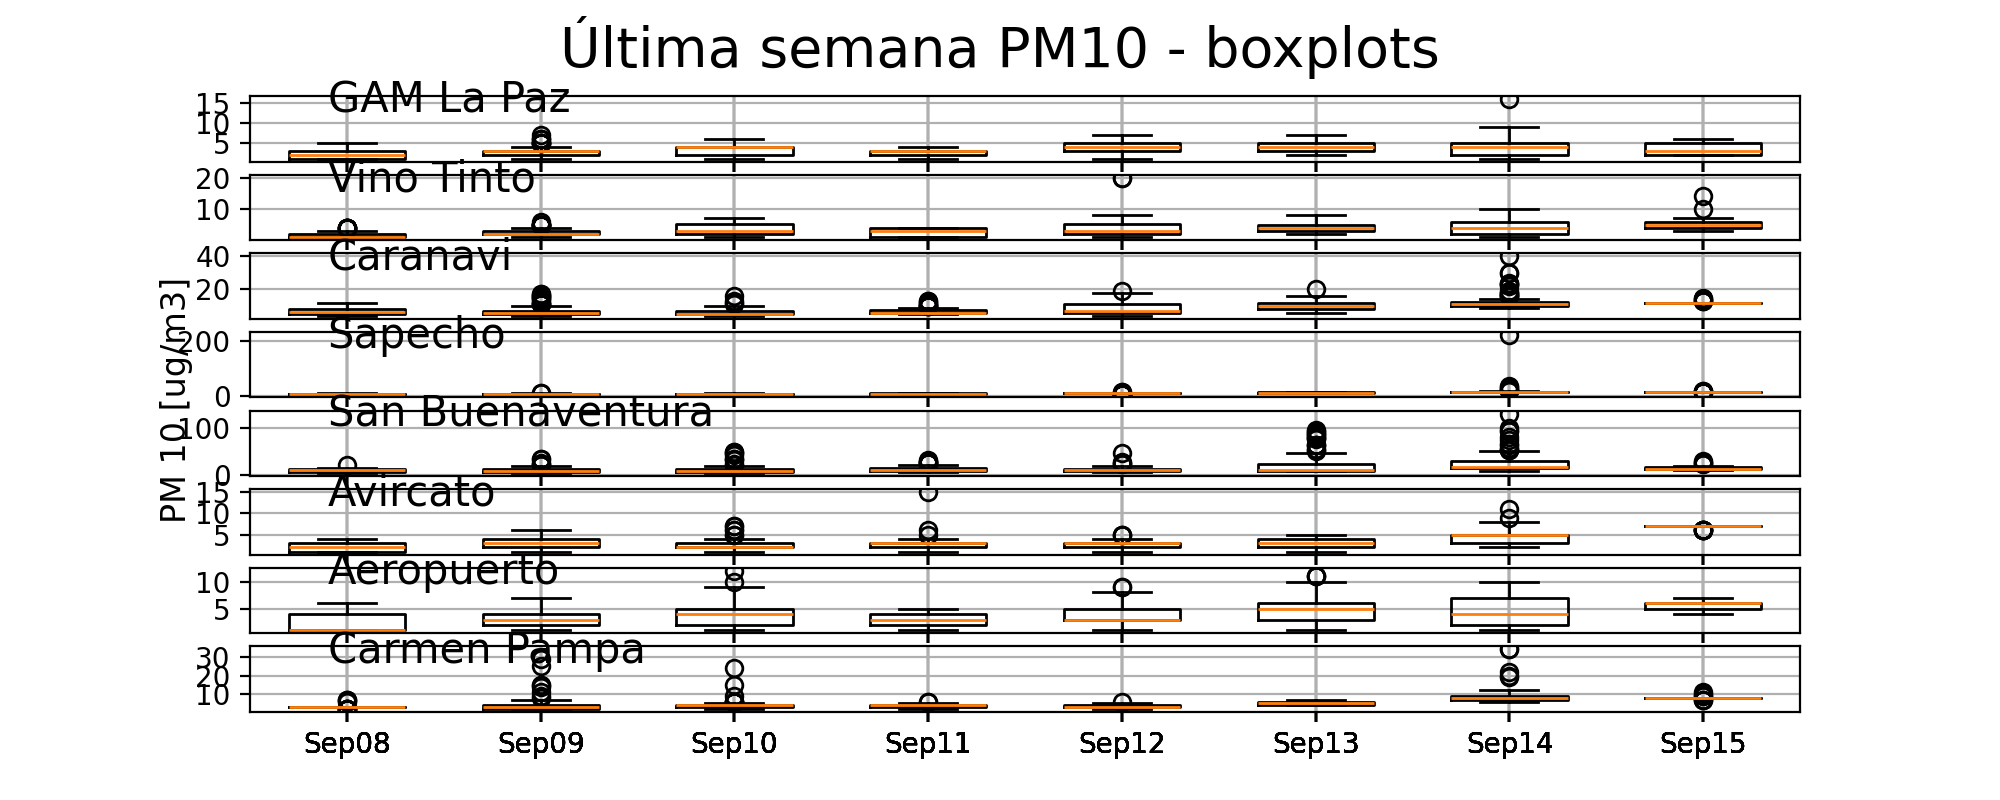 Última semana PM10 - boxplots
PM 10 [ug/m3]
GAM La Paz
15
10
5
Vino Tinto
20
10
Caranavi
40
20
Sapecho
200
0
San Buenaventura
100
0
Avircato
15
10
5
Aeropuerto
10
5
Carmen Pampa
30
20
10
Sep08 Sep09 Sep10 Sep11 Sep12 Sep13 Sep14 Sep15